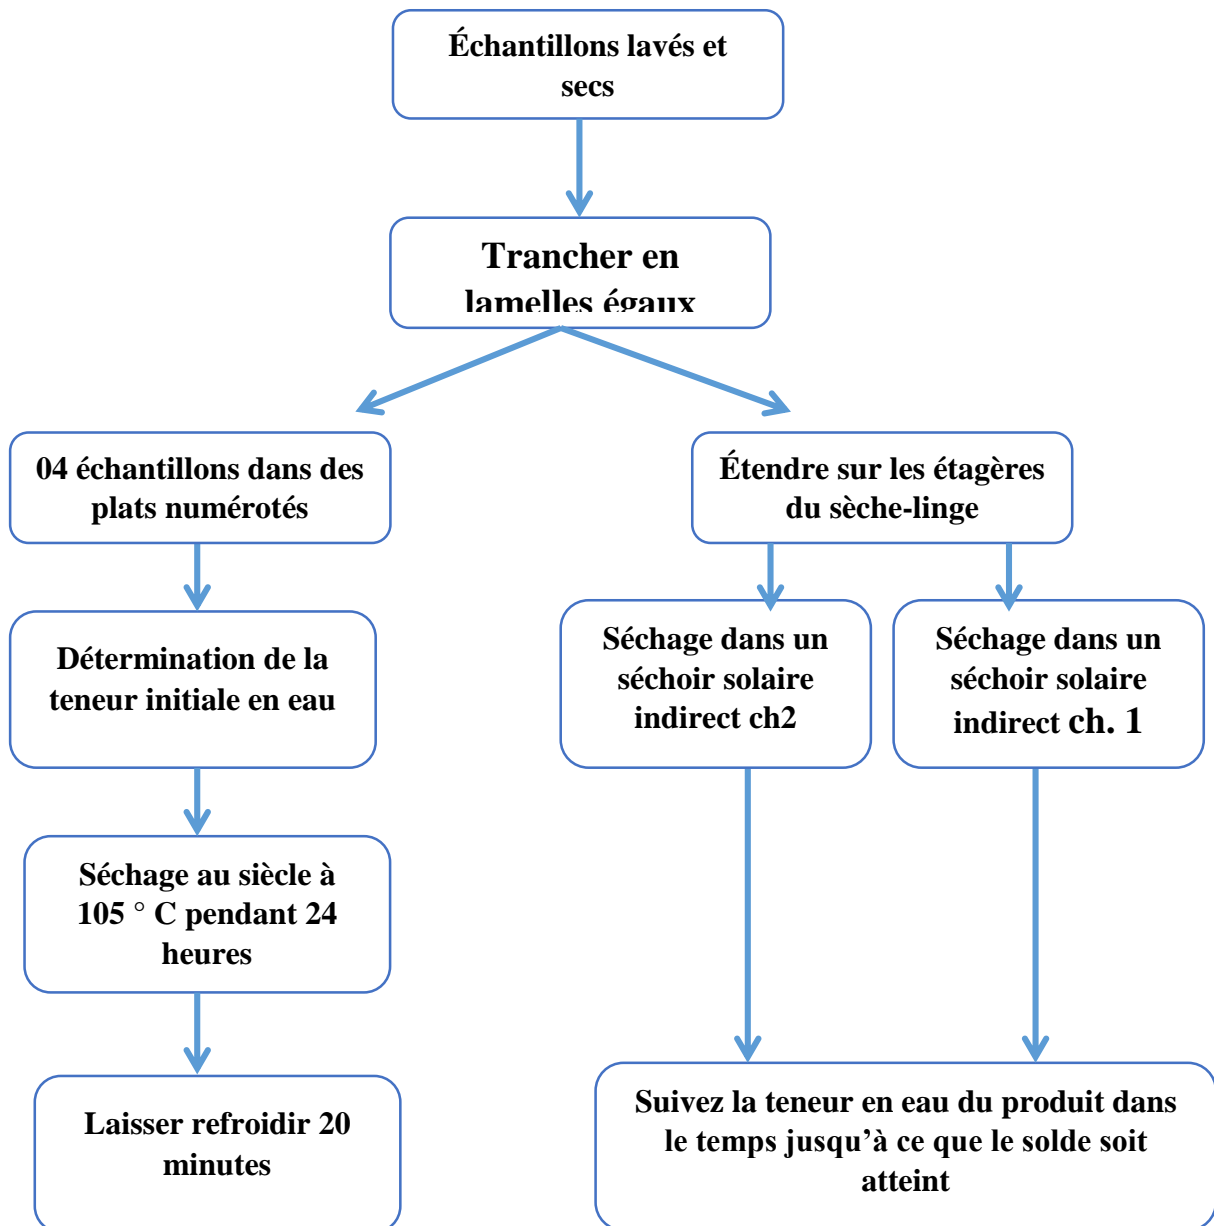 Échantillons lavés et
secs
Trancher en
lamelles égaux
04 échantillons dans des
plats numérotés
Étendre sur les étagères
du sèche-linge
Détermination de la
teneur initiale en eau
Séchage dans un
séchoir solaire
indirect ch2
Séchage dans un
séchoir solaire
indirect ch. 1
Séchage au siècle à
105 ° C pendant 24
heures
Laisser refroidir 20
minutes
Suivez la teneur en eau du produit dans
le temps jusqu’à ce que le solde soit
atteint